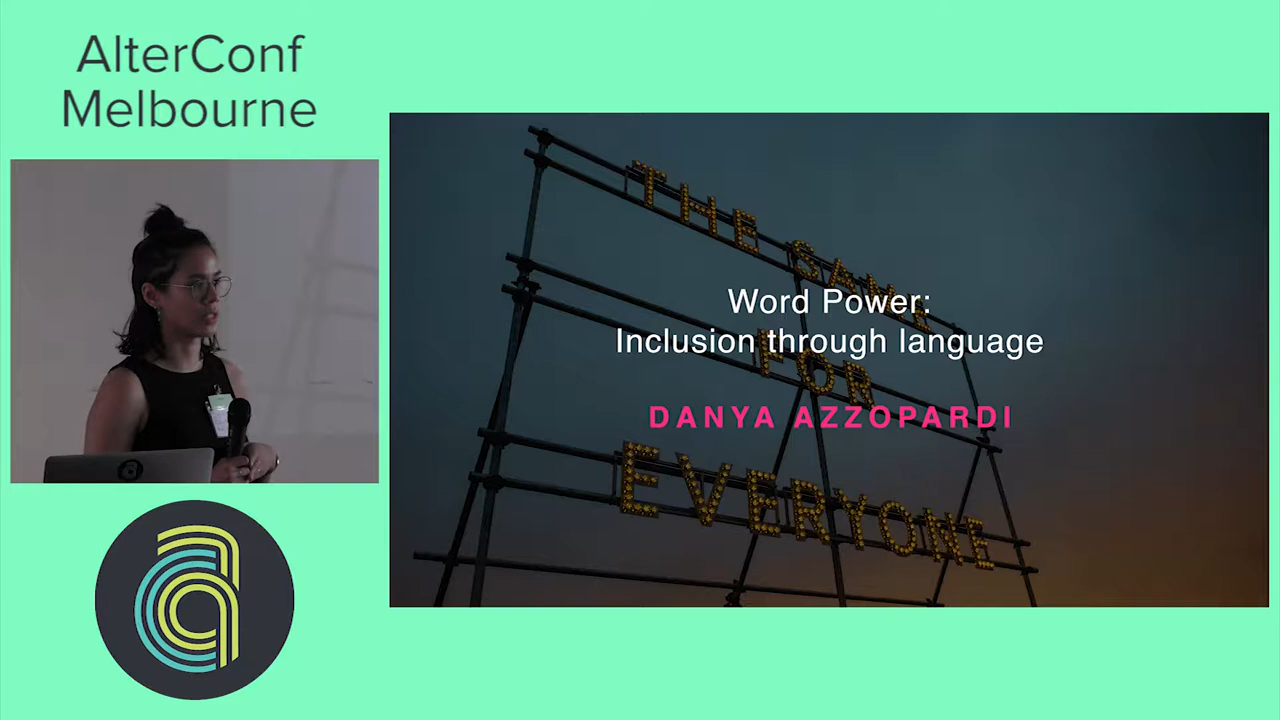 AlterConf
Melbourne
THE SAME
FOR
EVERYONE
Word Power:
Inclusion through language
DANYA AZZOPARDI